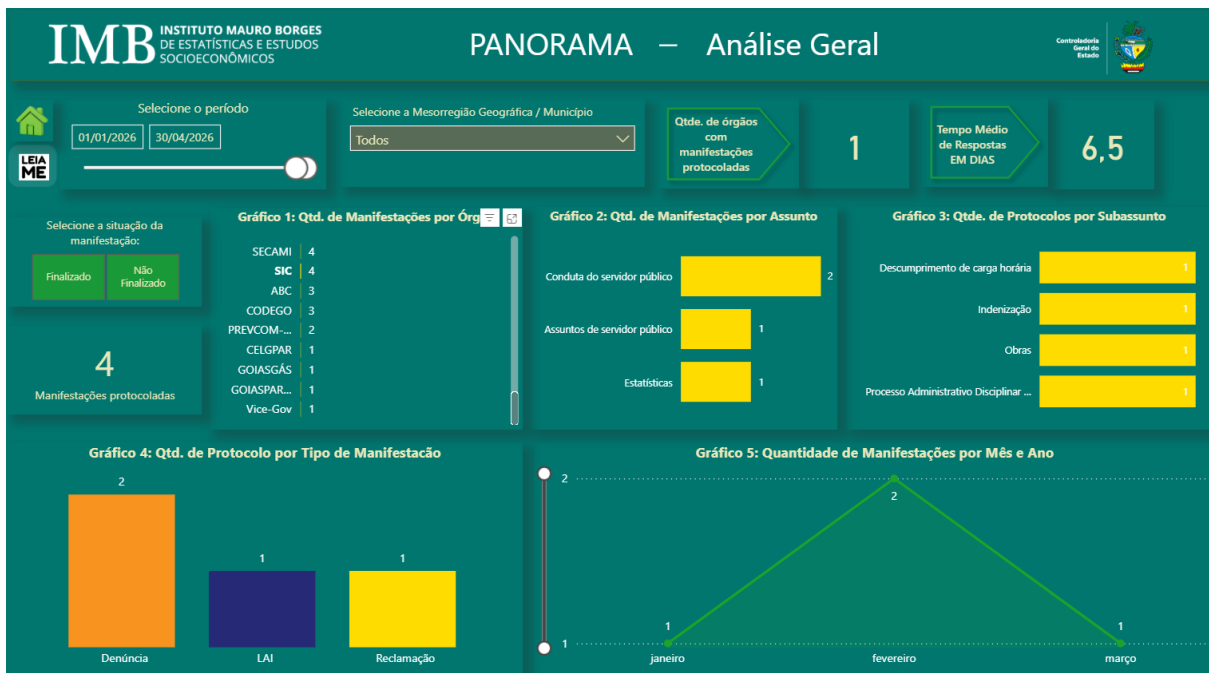 IMB
INSTITUTO MAURO BORGES
DE ESTATÍSTICAS E ESTUDOS
SOCIOECONÔMICOS
PANORAMA – Análise Geral
Controladoria
Geral do
Estado
LEIA
ME
Selecione o período
01/01/2026 30/04/2026
Selecione a Mesorregião Geográfica / Município
Todos
Qtde. de órgãos
com
manifestações
protocoladas
1
Tempo Médio
de Respostas
EM DIAS
6,5
Selecione a situação da
manifestação:
Finalizado
Não
Finalizado
4
Manifestações protocoladas
Gráfico 1: Qtd. de Manifestações por Órg
SECAMI 4
SIC 4
ABC 3
CODEGO 3
PREVCOM-... 2
CELGPAR 1
GOIASGÁS 1
GOIASPAR... 1
Vice-Gov 1
Gráfico 2: Qtd. de Manifestações por Assunto
Conduta do servidor público 2
Assuntos de servidor público 1
Estatísticas 1
Gráfico 3: Qtde. de Protocolos por Subassunto
Descumprimento de carga horária 1
Indenização 1
Obras 1
Processo Administrativo Disciplinar ... 1
Gráfico 4: Qtd. de Protocolo por Tipo de Manifestacão
2
1
1
Denúncia LAI Reclamação
Gráfico 5: Quantidade de Manifestações por Mês e Ano
2
2
1
1
1
janeiro fevereiro março